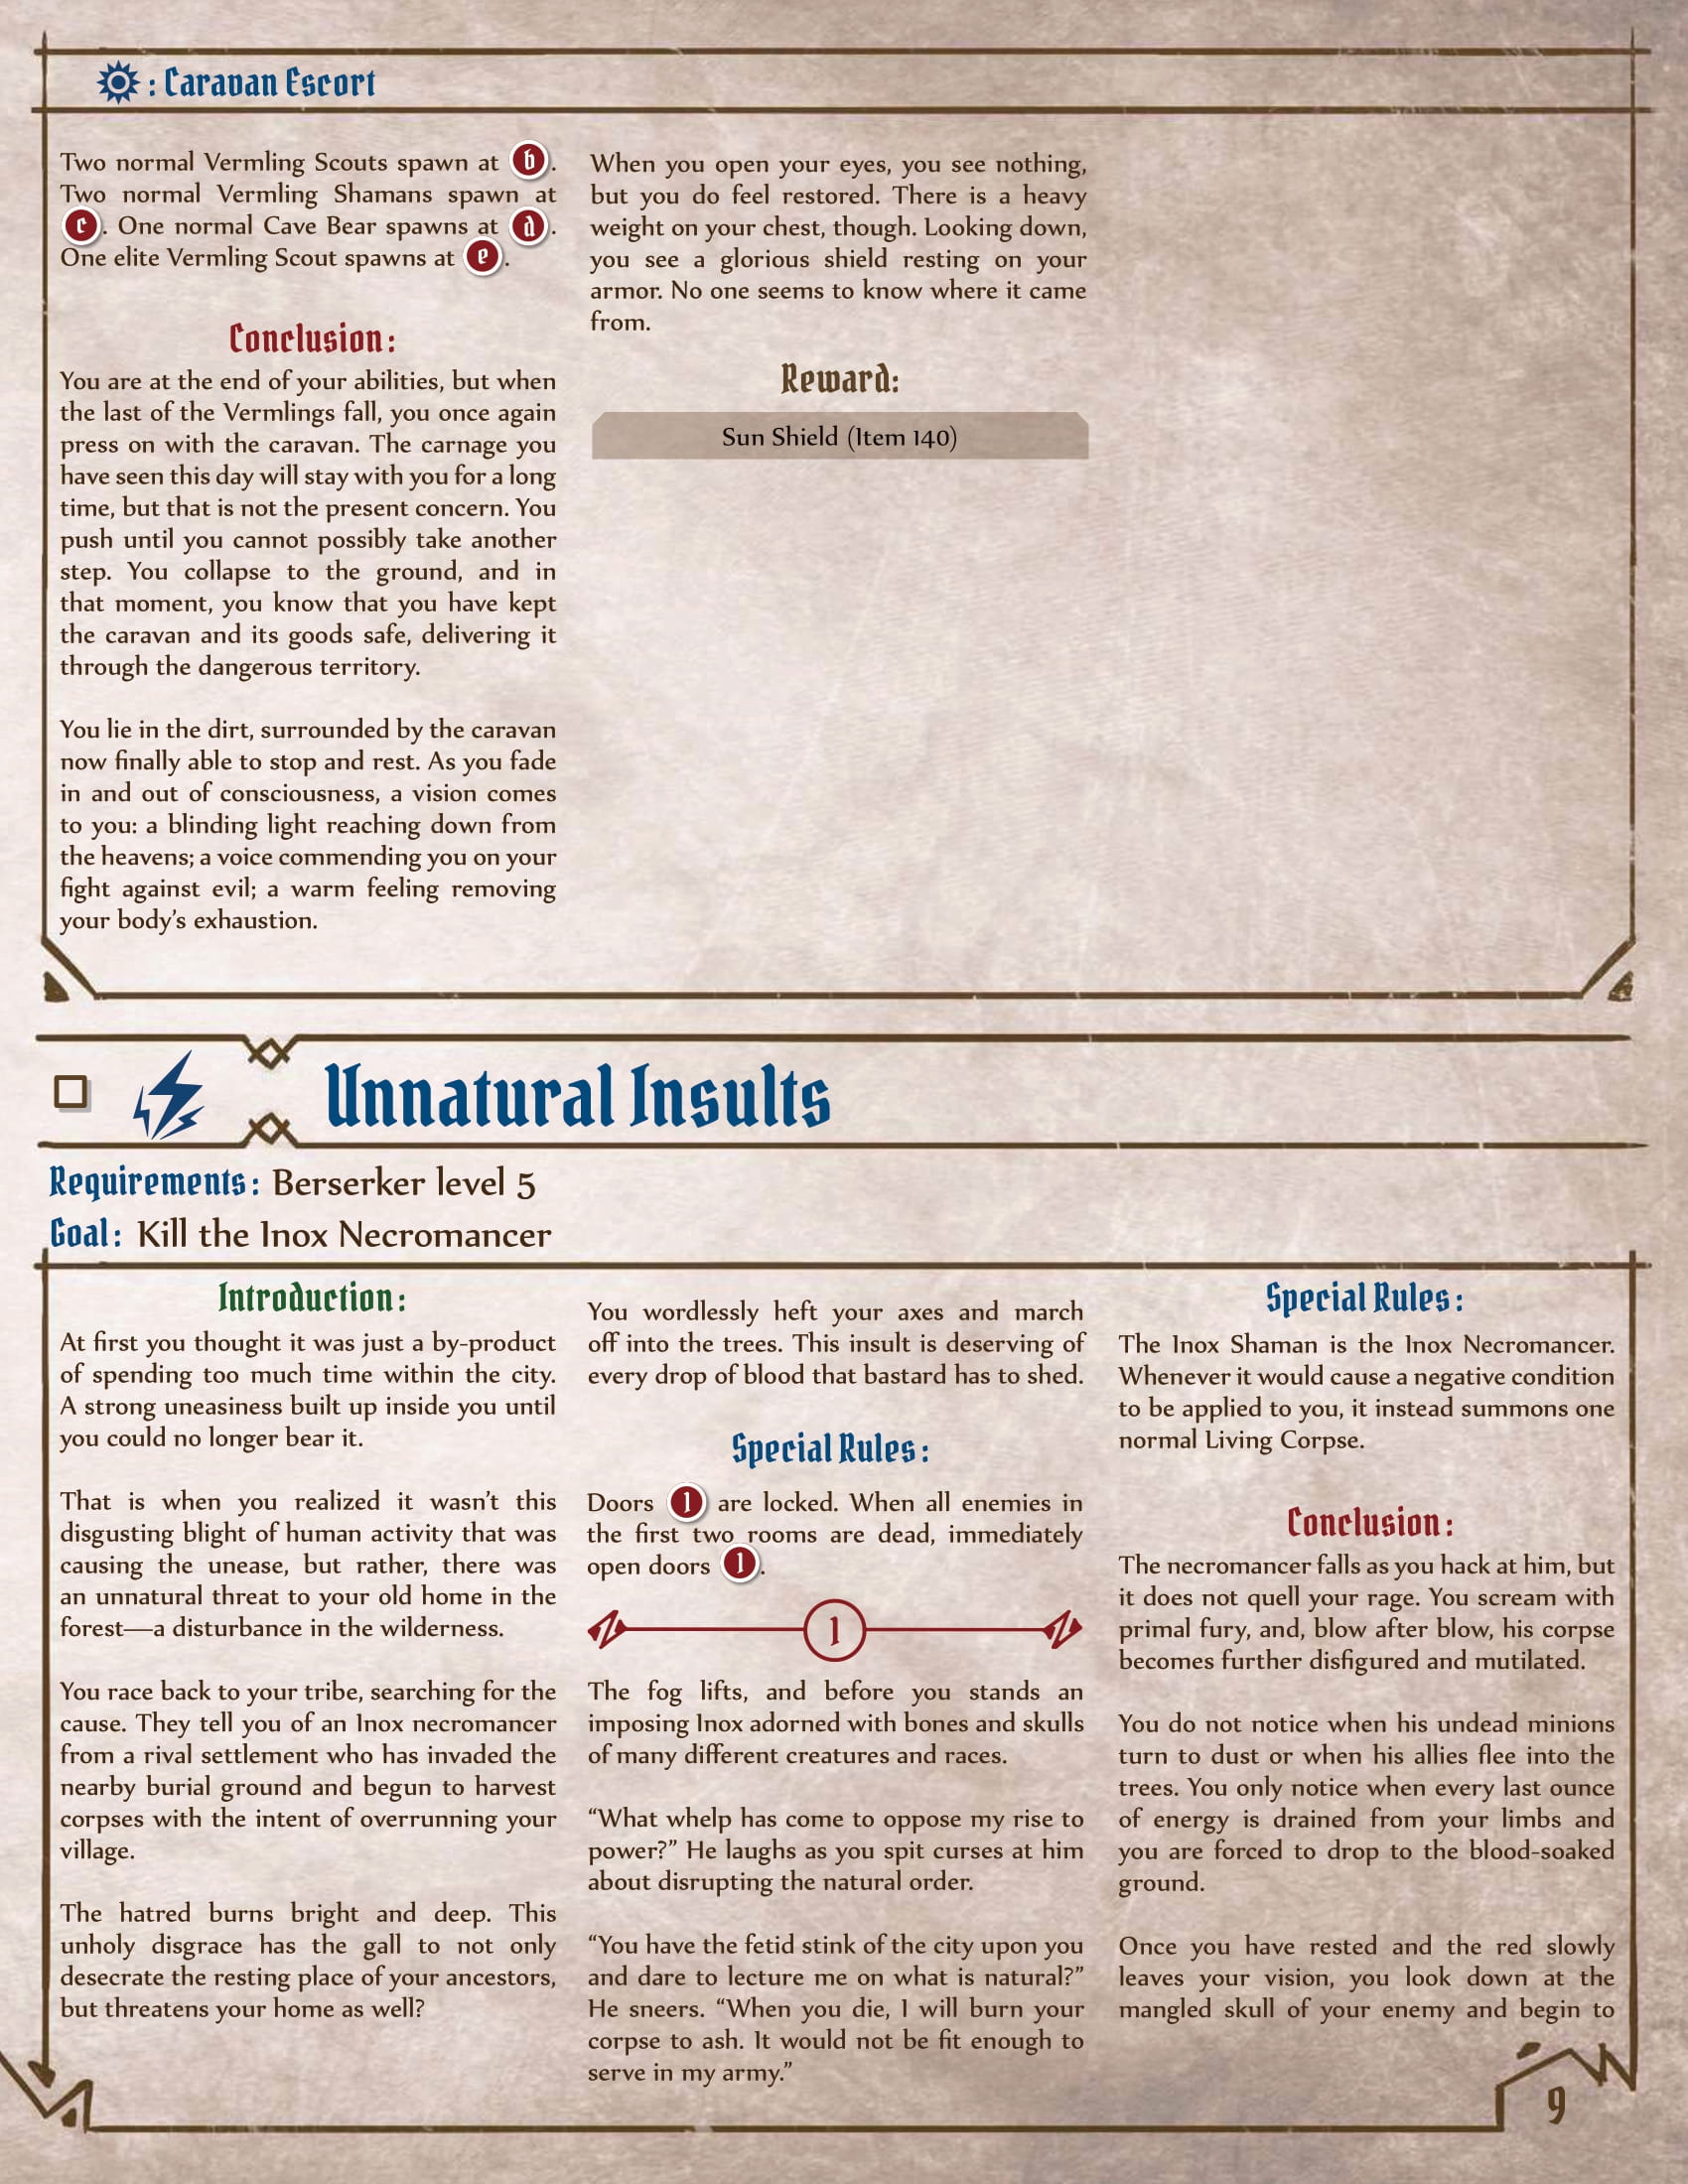 : Caravan Escort
Two normal Vermling Scouts spawn at b.
Two normal Vermling Shamans spawn at
c. One normal Cave Bear spawns at d.
One elite Vermling Scout spawns at e.
Conclusion:
You are at the end of your abilities, but when
the last of the Vermlings fall, you once again
press on with the caravan. The carnage you
have seen this day will stay with you for a long
time, but that is not the present concern. You
push until you cannot possibly take another
step. You collapse to the ground, and in
that moment, you know that you have kept
the caravan and its goods safe, delivering it
through the dangerous territory.
You lie in the dirt, surrounded by the caravan
now finally able to stop and rest. As you fade
in and out of consciousness, a vision comes
to you: a blinding light reaching down from
the heavens; a voice commending you on your
fight against evil; a warm feeling removing
your body’s exhaustion.
When you open your eyes, you see nothing,
but you do feel restored. There is a heavy
weight on your chest, though. Looking down,
you see a glorious shield resting on your
armor. No one seems to know where it came
from.
Reward:
Sun Shield (Item 140)
Unnatural Insults
Requirements: Berserker level 5
Goal: Kill the Inox Necromancer
Introduction:
At first you thought it was just a by-product
of spending too much time within the city.
A strong uneasiness built up inside you until
you could no longer bear it.
That is when you realized it wasn’t this
disgusting blight of human activity that was
causing the unease, but rather, there was
an unnatural threat to your old home in the
forest—a disturbance in the wilderness.
You race back to your tribe, searching for the
cause. They tell you of an Inox necromancer
from a rival settlement who has invaded the
nearby burial ground and begun to harvest
corpses with the intent of overrunning your
village.
The hatred burns bright and deep. This
unholy disgrace has the gall to not only
desecrate the resting place of your ancestors,
but threatens your home as well?
You wordlessly heft your axes and march
off into the trees. This insult is deserving of
every drop of blood that bastard has to shed.
Special Rules:
Doors 1 are locked. When all enemies in
the first two rooms are dead, immediately
open doors 1.
1
The fog lifts, and before you stands an
imposing Inox adorned with bones and skulls
of many different creatures and races.
“What whelp has come to oppose my rise to
power?” He laughs as you spit curses at him
about disrupting the natural order.
“You have the fetid stink of the city upon you
and dare to lecture me on what is natural?”
He sneers. “When you die, I will burn your
corpse to ash. It would not be fit enough to
serve in my army.”
Special Rules:
The Inox Shaman is the Inox Necromancer.
Whenever it would cause a negative condition
to be applied to you, it instead summons one
normal Living Corpse.
Conclusion:
The necromancer falls as you hack at him, but
it does not quell your rage. You scream with
primal fury, and, blow after blow, his corpse
becomes further disfigured and mutilated.
You do not notice when his undead minions
turn to dust or when his allies flee into the
trees. You only notice when every last ounce
of energy is drained from your limbs and
you are forced to drop to the blood-soaked
ground.
Once you have rested and the red slowly
leaves your vision, you look down at the
mangled skull of your enemy and begin to
9